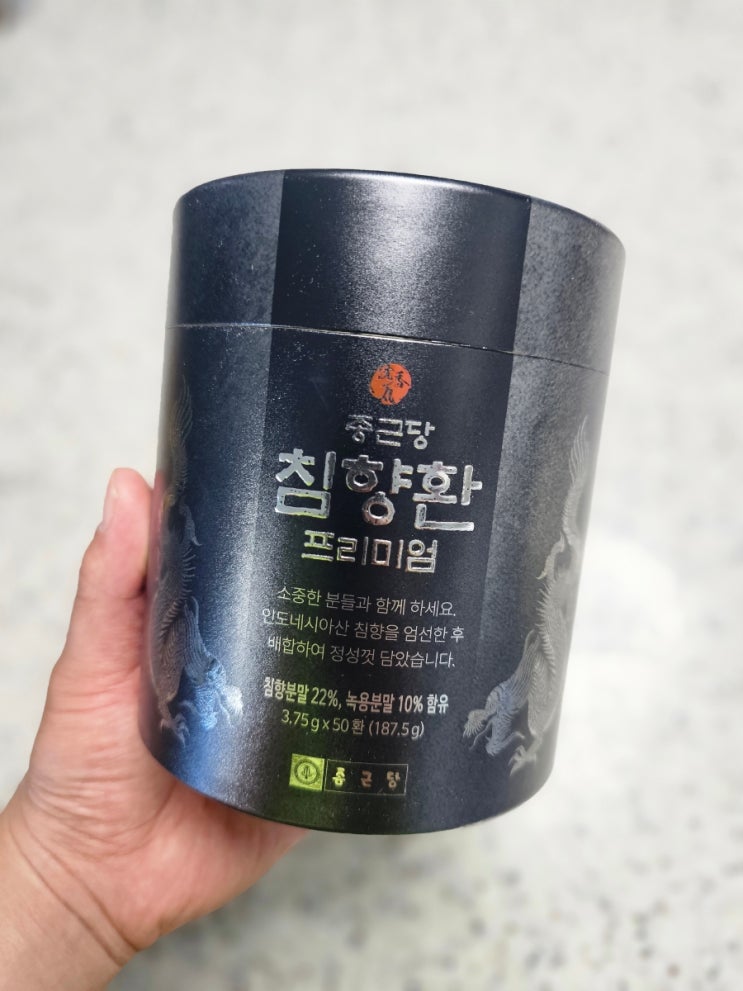 종근당
침향환
프리미엄
소중한 분들과 함께 하세요.
인도네시아산 침향을 엄선한 후
배합하여 정성껏 담았습니다.
침향분말 22%, 녹용분말 10% 함유
3.75g x 50환 (187.5g)
종근당